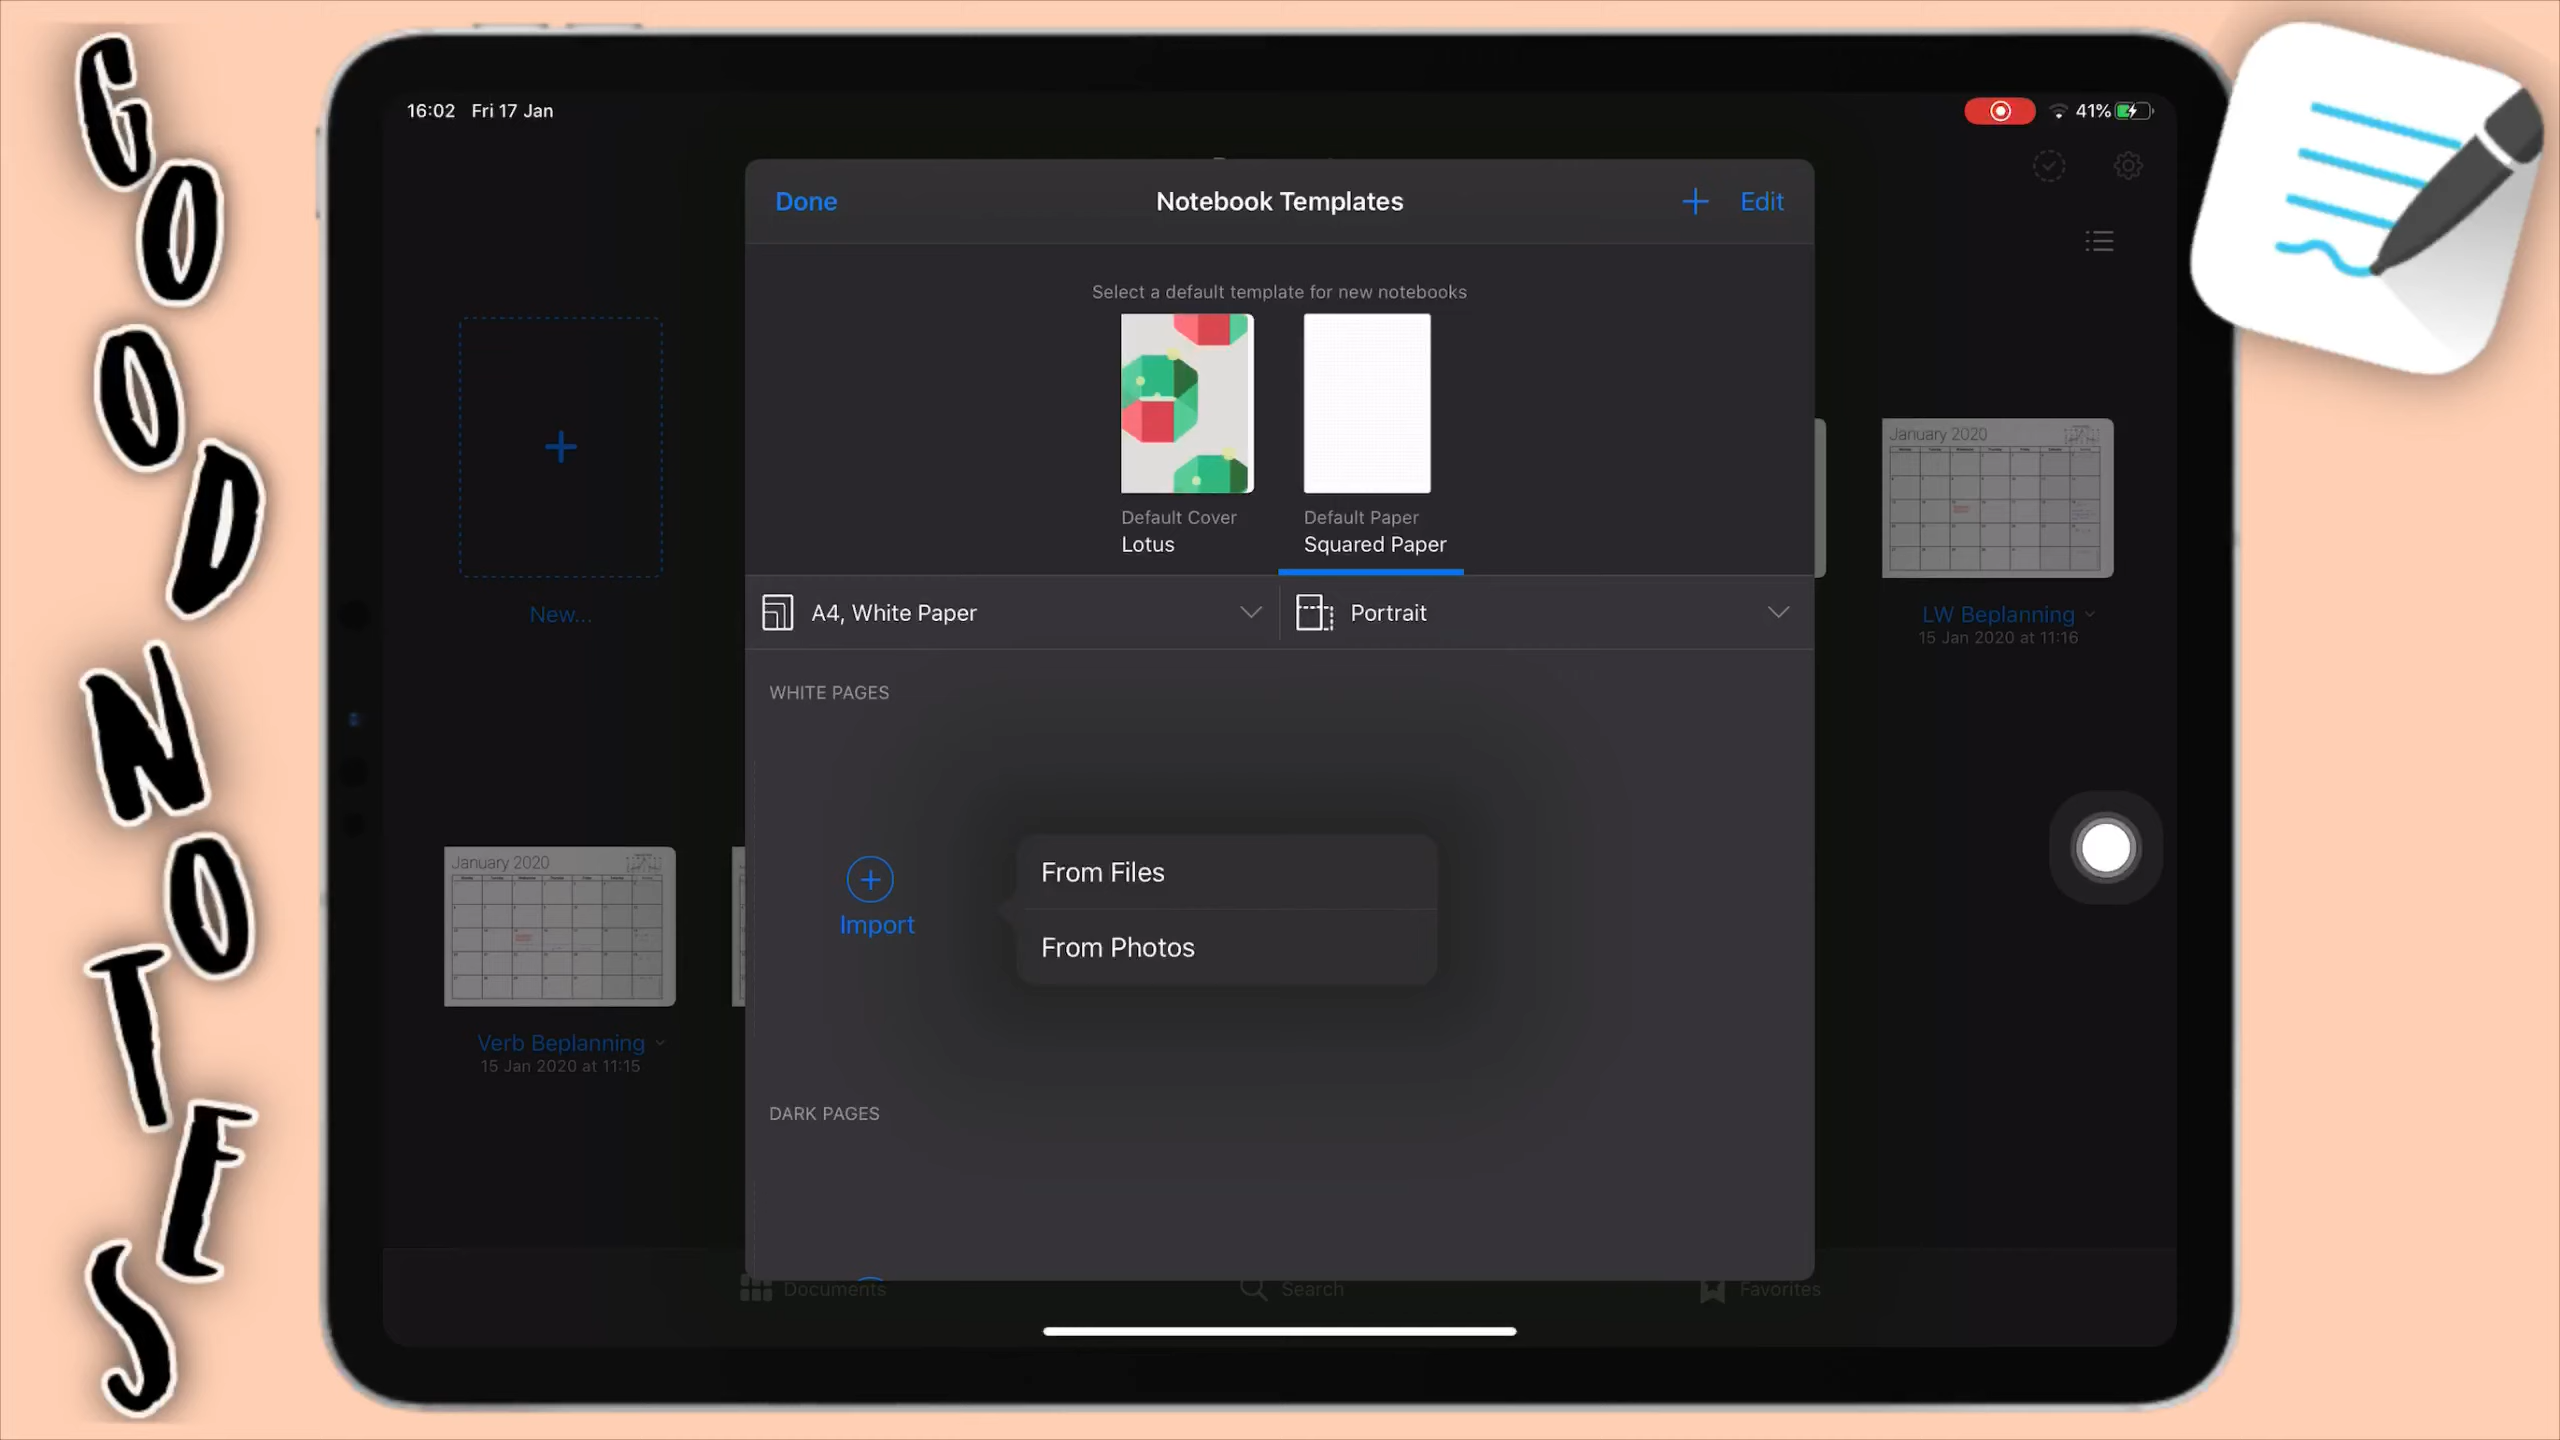 GOODNOTES
16:02 Fri 17 Jan
41%
Done
Notebook Templates
Edit
Select a default template for new notebooks
Default Cover
Lotus
Default Paper
Squared Paper
A4, White Paper
Portrait
WHITE PAGES
Import
From Files
From Photos
DARK PAGES
New...
January 2020
LW Beplanning
15 Jan 2020 at 11:16
January 2020
Verb Beplanning
15 Jan 2020 at 11:15
Documents
Search
Favorites